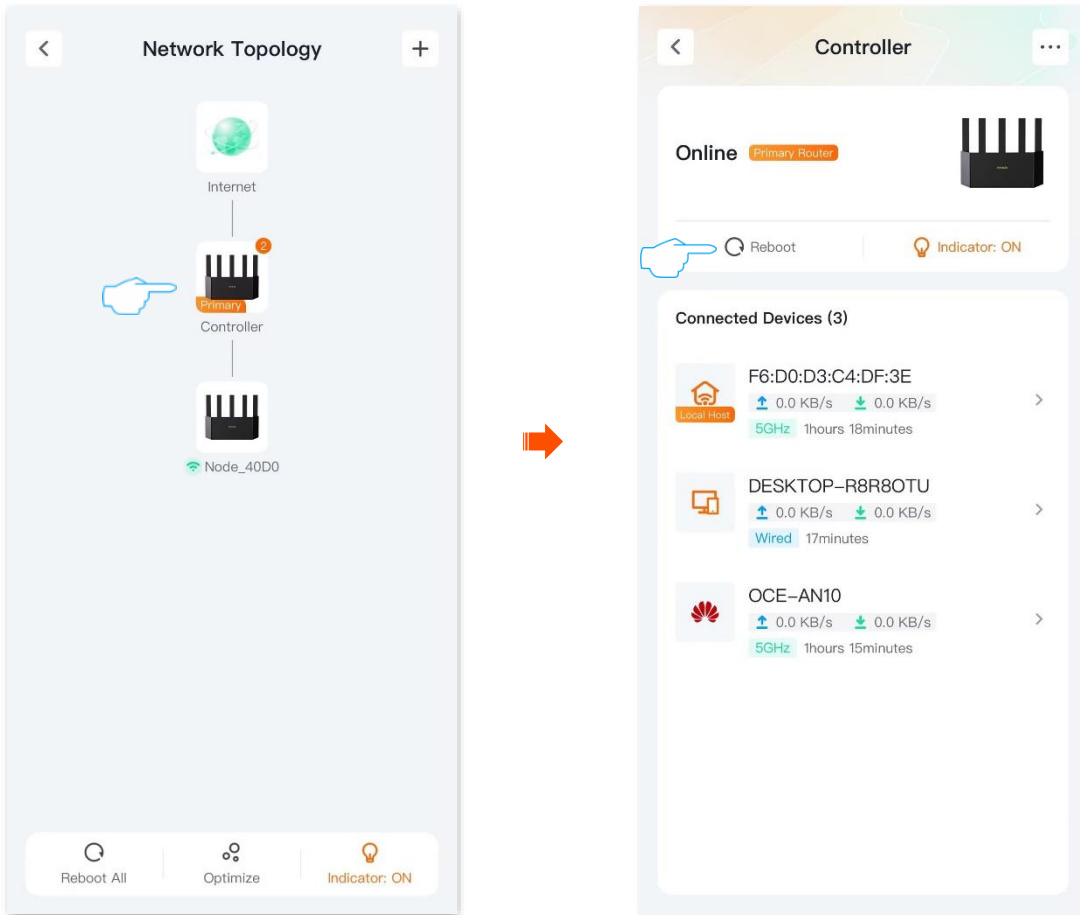 Network Topology
Internet
2
Primary
Controller
Node_40D0
Reboot All
Optimize
Indicator: ON
Controller
Online
Primary Router
Reboot
Indicator: ON
Connected Devices (3)
F6:D0:D3:C4:DF:3E
0.0 KB/s 0.0 KB/s
Local Host
5GHz 1hours 18minutes
DESKTOP-R8R8OTU
0.0 KB/s 0.0 KB/s
Wired 17minutes
OCE-AN10
0.0 KB/s 0.0 KB/s
5GHz 1hours 15minutes